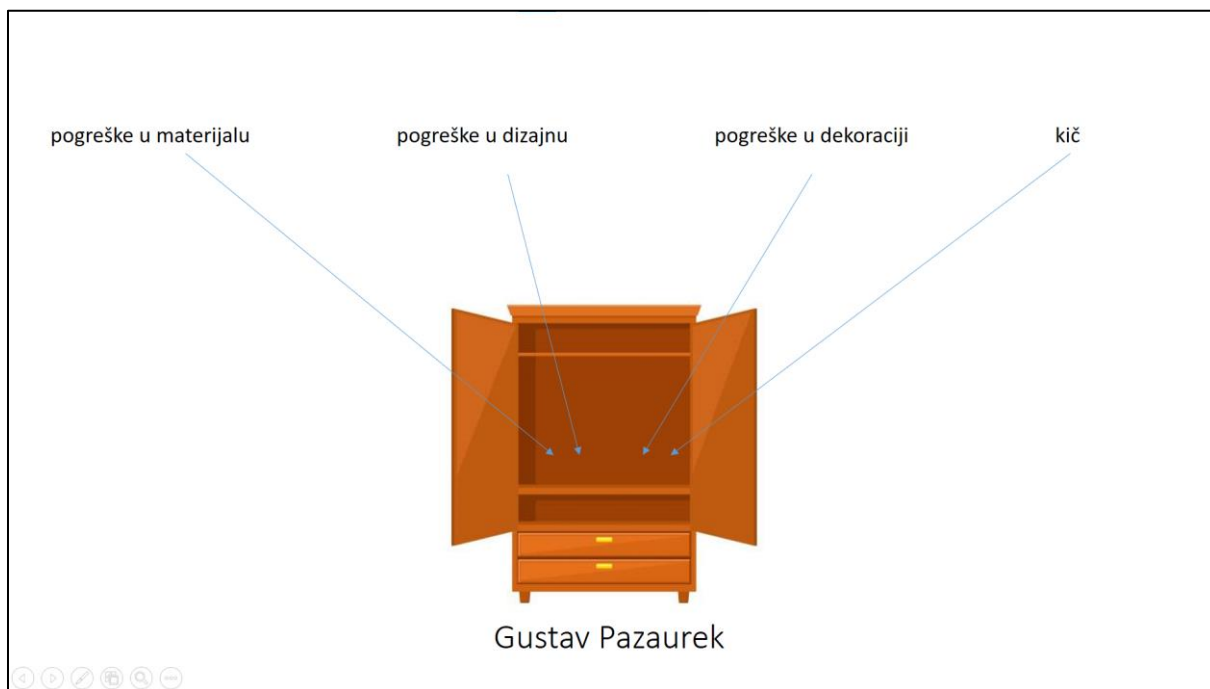 pogreške u materijalu
pogreške u dizajnu
pogreške u dekoraciji
kič
Gustav Pazaurek